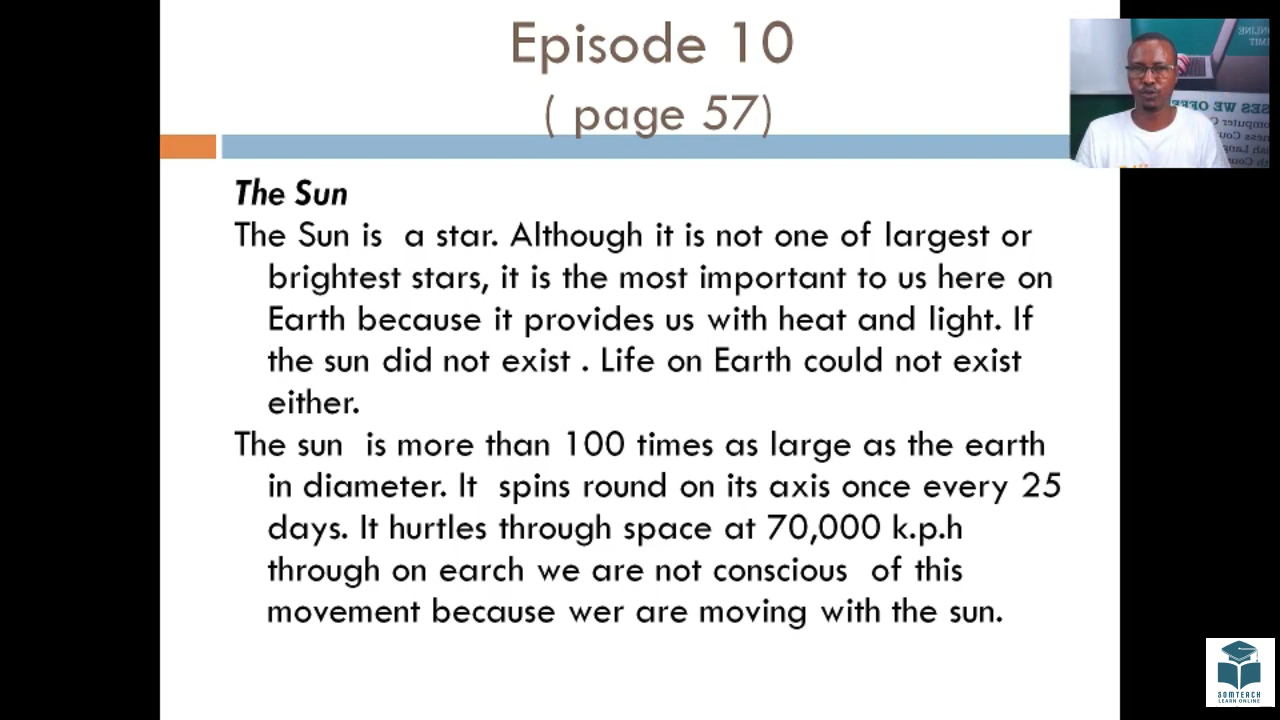 Episode 10
( page 57)
The Sun
The Sun is a star. Although it is not one of largest or
brightest stars, it is the most important to us here on
Earth because it provides us with heat and light. If
the sun did not exist . Life on Earth could not exist
either.
The sun is more than 100 times as large as the earth
in diameter. It spins round on its axis once every 25
days. It hurtles through space at 70,000 k.p.h
through on earch we are not conscious of this
movement because wer are moving with the sun.
SOMTEACH
LEARN ONLINE